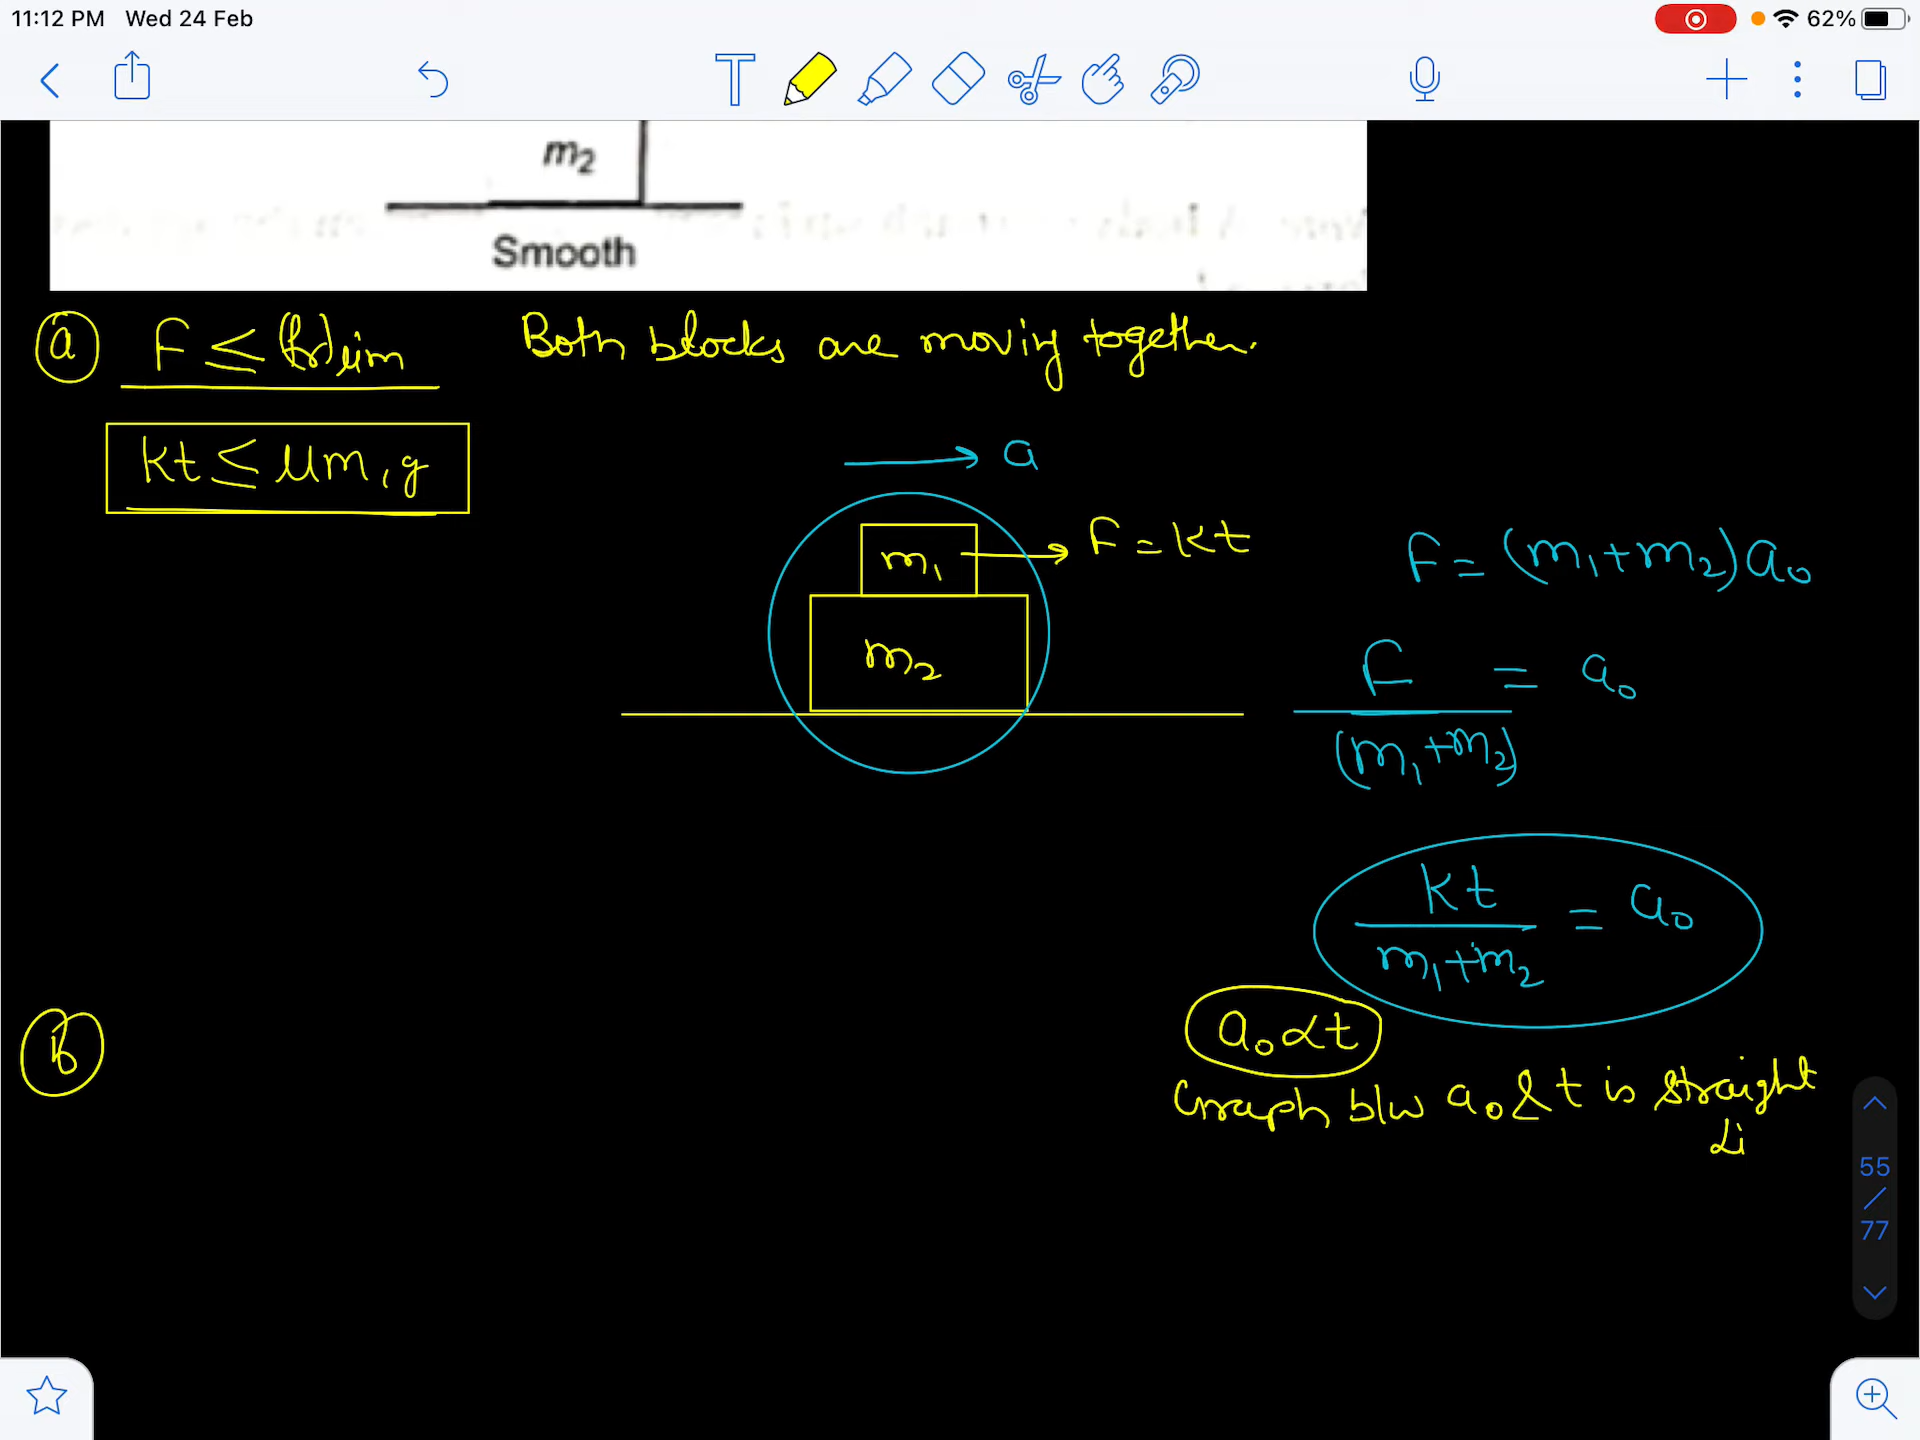 11:12 PM Wed 24 Feb
62%
m2
Smooth
a F ≤ (fr)lim Both blocks are moving together.
kt ≤ μm1g
a
m1 F = kt
m2
F = (m1+m2)a0
F = a0
(m1+m2)
kt = a0
m1+m2
a0 ∝ t
b
Graph b/w a0 & t is straight
Li
55
/
77